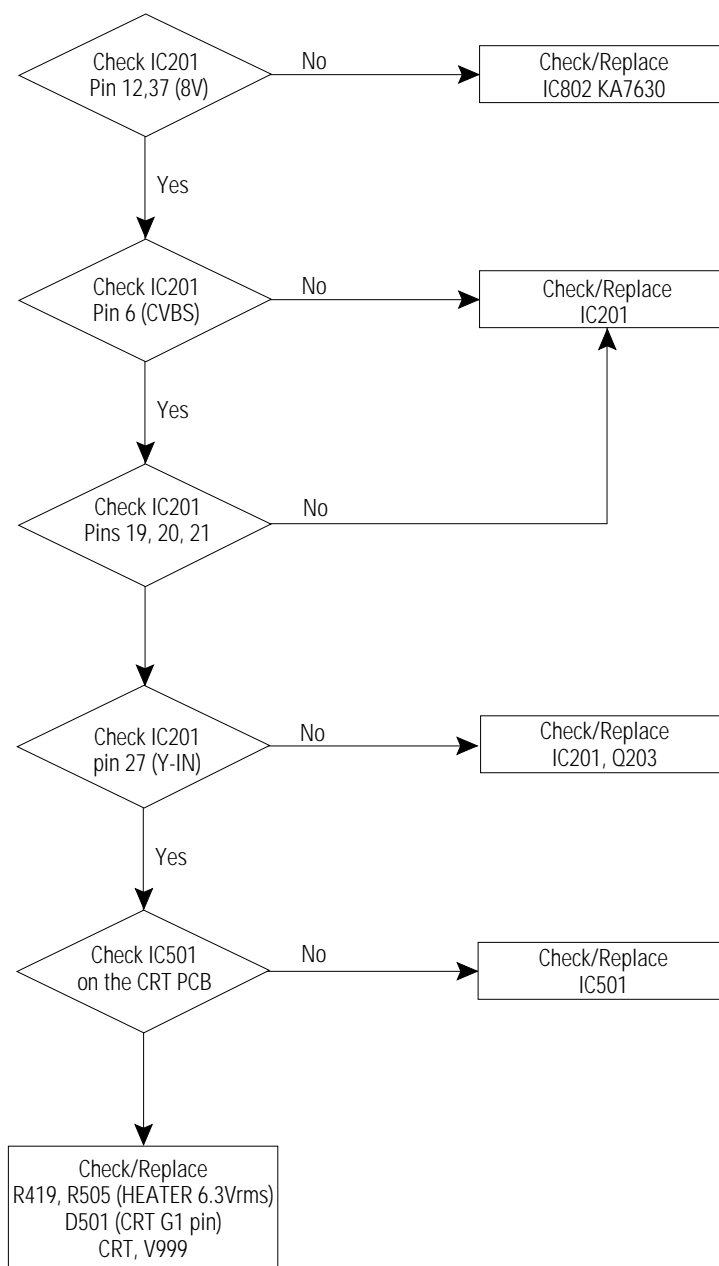 Check IC201
Pin 12,37 (8V)
No
Check/Replace
IC802 KA7630
Yes
Check IC201
Pin 6 (CVBS)
No
Check/Replace
IC201
Yes
Check IC201
Pins 19, 20, 21
No
Check IC201
pin 27 (Y-IN)
No
Check/Replace
IC201, Q203
Yes
Check IC501
on the CRT PCB
No
Check/Replace
IC501
Check/Replace
R419, R505 (HEATER 6.3Vrms)
D501 (CRT G1 pin)
CRT, V999